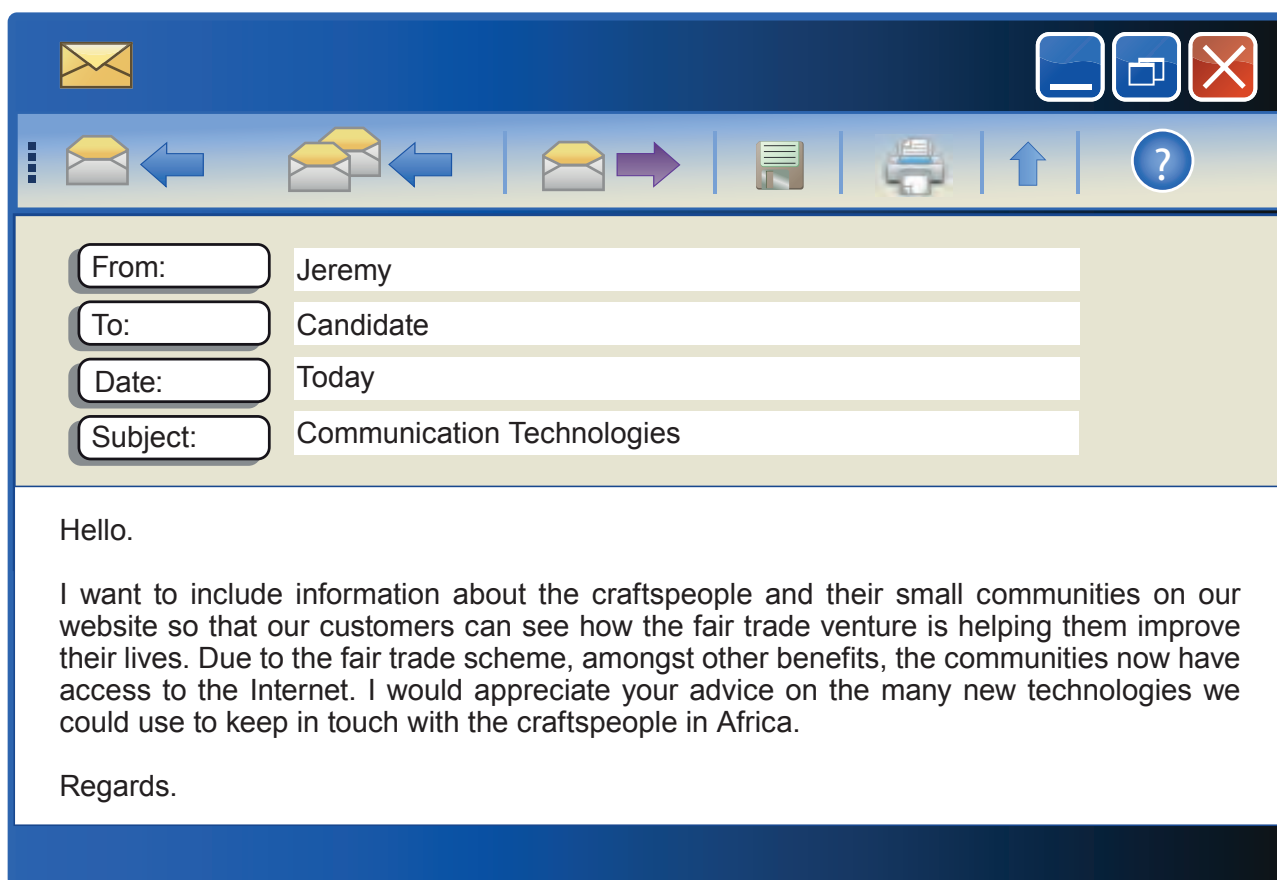 From: Jeremy
To: Candidate
Date: Today
Subject: Communication Technologies
Hello.
I want to include information about the craftspeople and their small communities on our
website so that our customers can see how the fair trade venture is helping them improve
their lives. Due to the fair trade scheme, amongst other benefits, the communities now have
access to the Internet. I would appreciate your advice on the many new technologies we
could use to keep in touch with the craftspeople in Africa.
Regards.